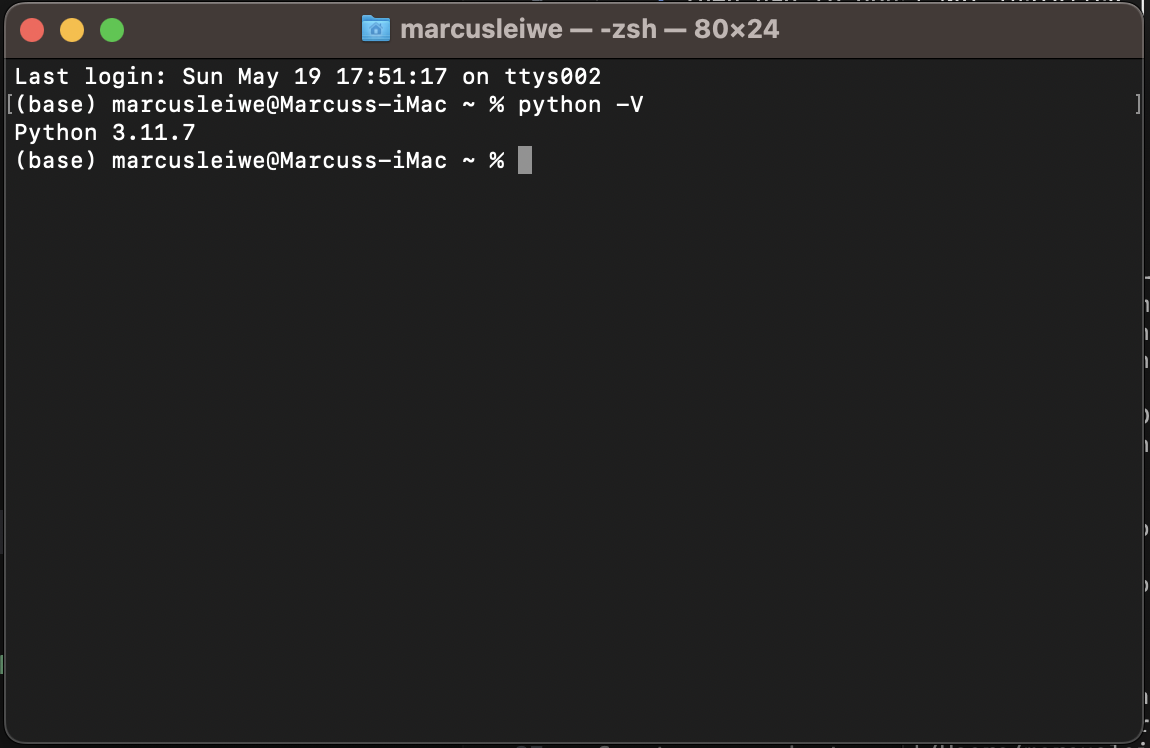 marcusleiwe — -zsh — 80×24
Last login: Sun May 19 17:51:17 on ttys002
[(base) marcusleiwe@Marcuss-iMac ~ % python -V ]
Python 3.11.7
(base) marcusleiwe@Marcuss-iMac ~ %